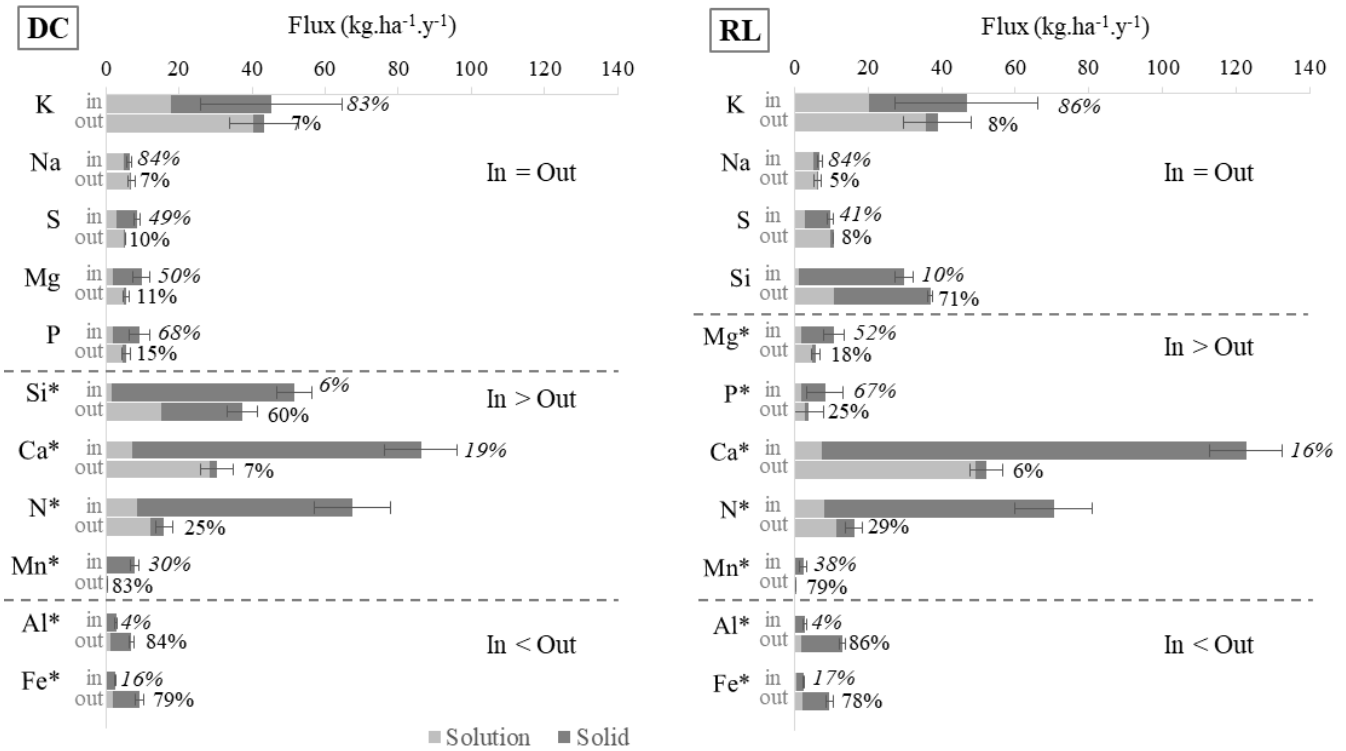 DC
Flux (kg.ha⁻¹.y⁻¹)
0 20 40 60 80 100 120 140
K in 83%
out 7%
Na in 84%
out 7%
In = Out
S in 49%
out 10%
Mg in 50%
out 11%
P in 68%
out 15%
Si* in 6%
out 60%
In > Out
Ca* in 19%
out 7%
N* in
out 25%
Mn* in 30%
out 83%
Al* in 4%
out 84%
In < Out
Fe* in 16%
out 79%
RL
Flux (kg.ha⁻¹.y⁻¹)
0 20 40 60 80 100 120 140
K in 86%
out 8%
Na in 84%
out 5%
In = Out
S in 41%
out 8%
Si in 10%
out 71%
Mg* in 52%
out 18%
In > Out
P* in 67%
out 25%
Ca* in 16%
out 6%
N* in
out 29%
Mn* in 38%
out 79%
Al* in 4%
out 86%
In < Out
Fe* in 17%
out 78%
Solution Solid